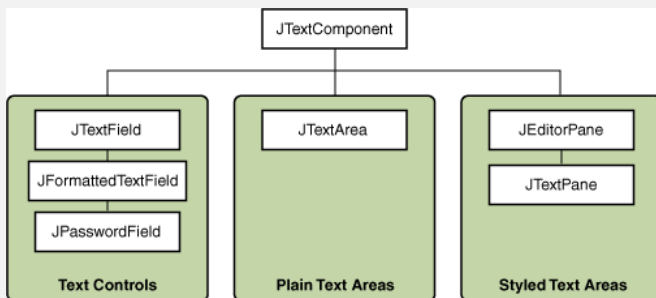 JTextComponent
JTextField
JFormattedTextField
JPasswordField
Text Controls
JTextArea
Plain Text Areas
JEditorPane
JTextPane
Styled Text Areas